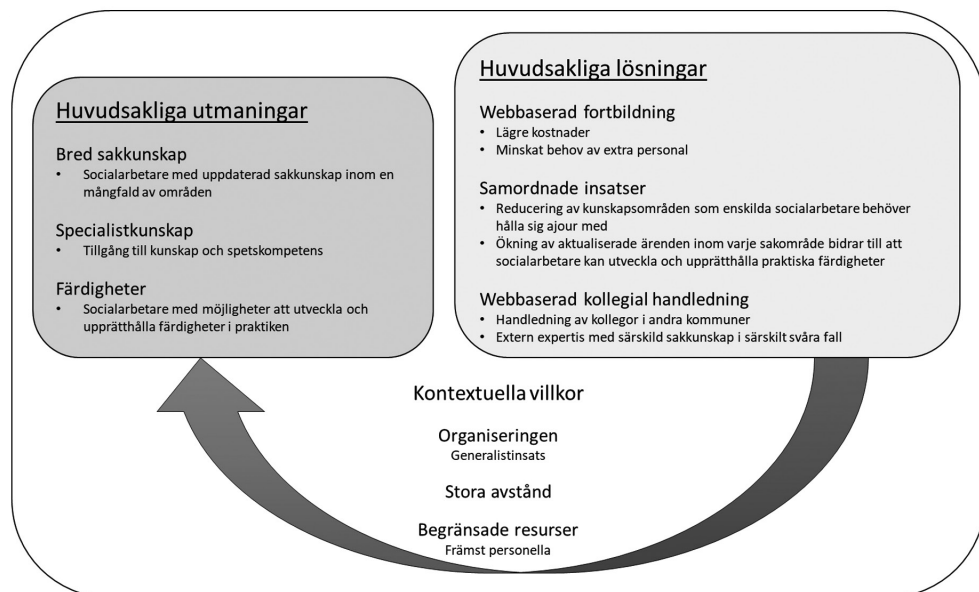 Huvudsakliga utmaningar
Bred sakkunskap
• Socialarbetare med uppdaterad sakkunskap inom en
mångfald av områden
Specialistkunskap
• Tillgång till kunskap och spetskompetens
Färdigheter
• Socialarbetare med möjligheter att utveckla och
upprätthålla färdigheter i praktiken
Huvudsakliga lösningar
Webbaserad fortbildning
• Lägre kostnader
• Minskat behov av extra personal
Samordnade insatser
• Reducering av kunskapsområden som enskilda socialarbetare behöver
hålla sig ajour med
• Ökning av aktualiserade ärenden inom varje sakområde bidrar till att
socialarbetare kan utveckla och upprätthålla praktiska färdigheter
Webbaserad kollegial handledning
• Handledning av kollegor i andra kommuner
• Extern expertis med särskild sakkunskap i särskilt svåra fall
Kontextuella villkor
Organiseringen
Generalistinsats
Stora avstånd
Begränsade resurser
Främst personella